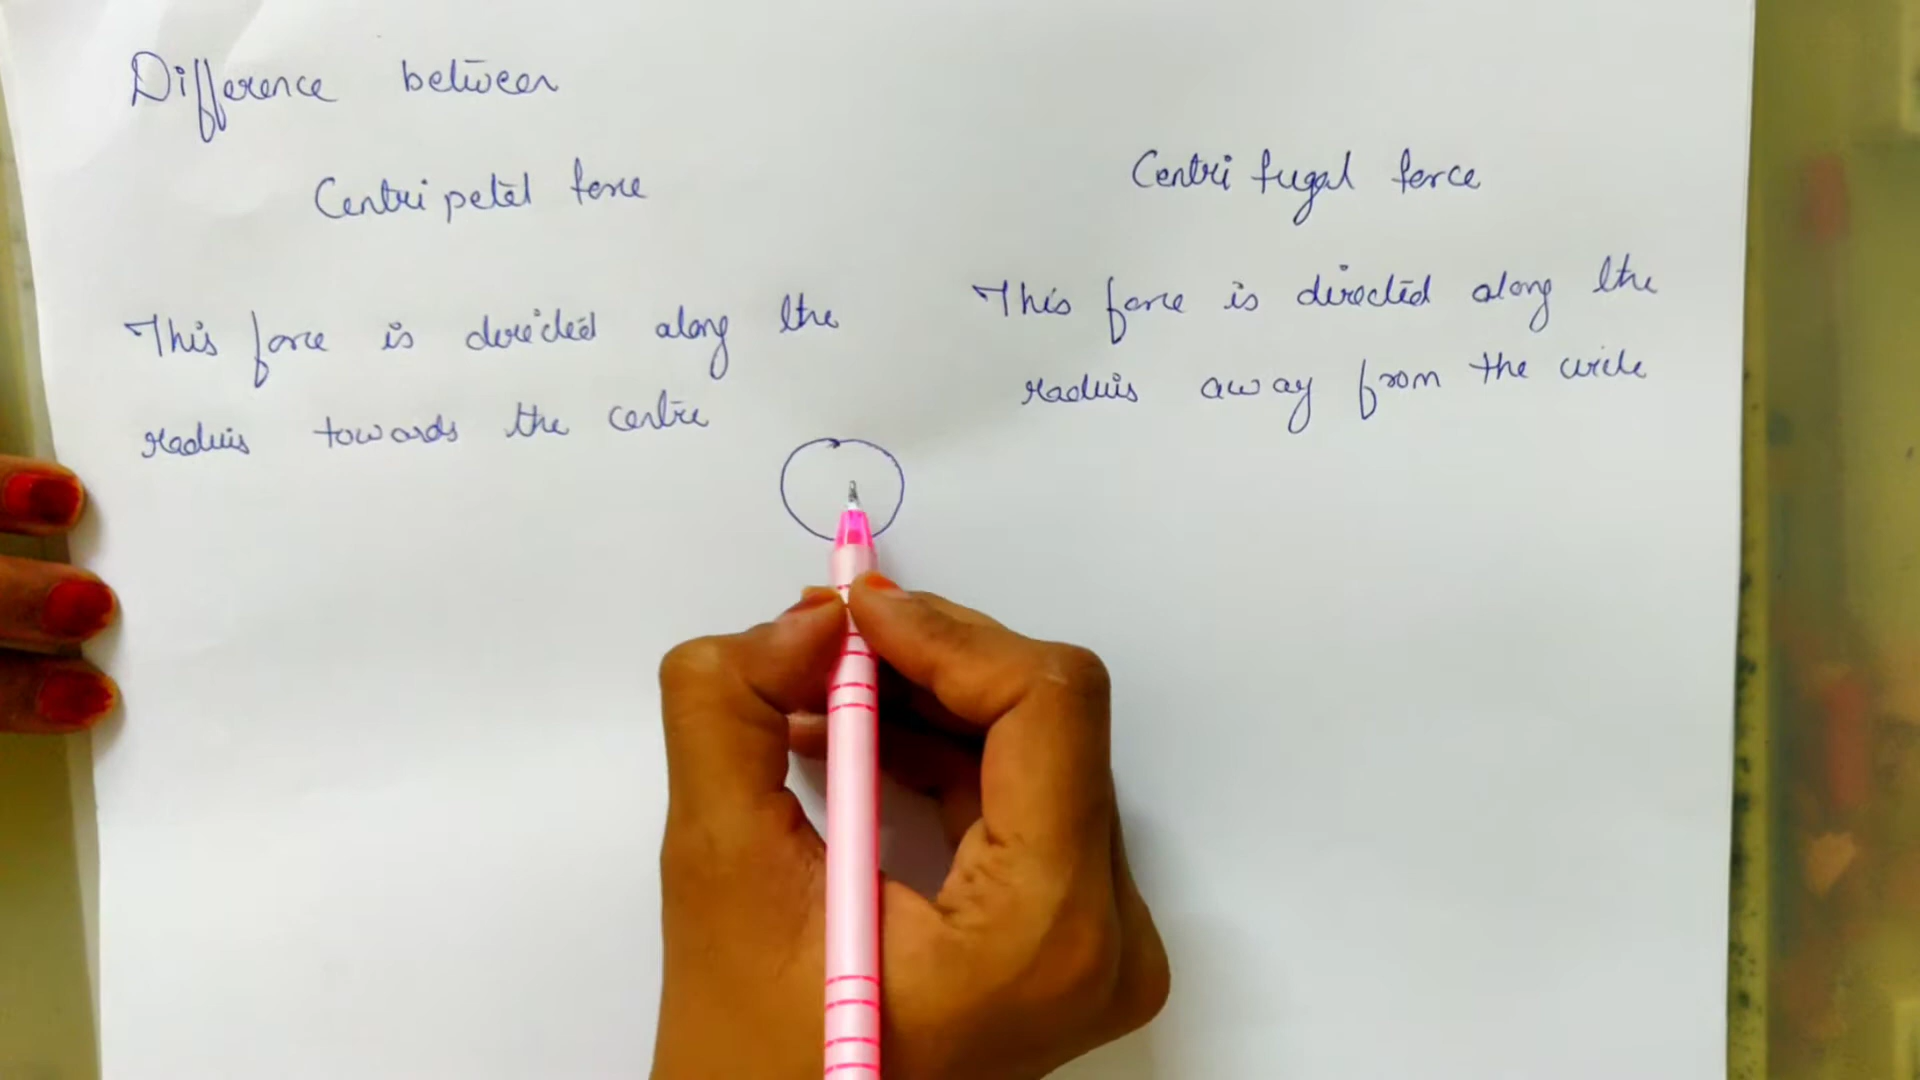 Difference between
Centripetal force
Centrifugal force
This force is directed along the
radius towards the centre
This force is directed along the
radius away from the circle